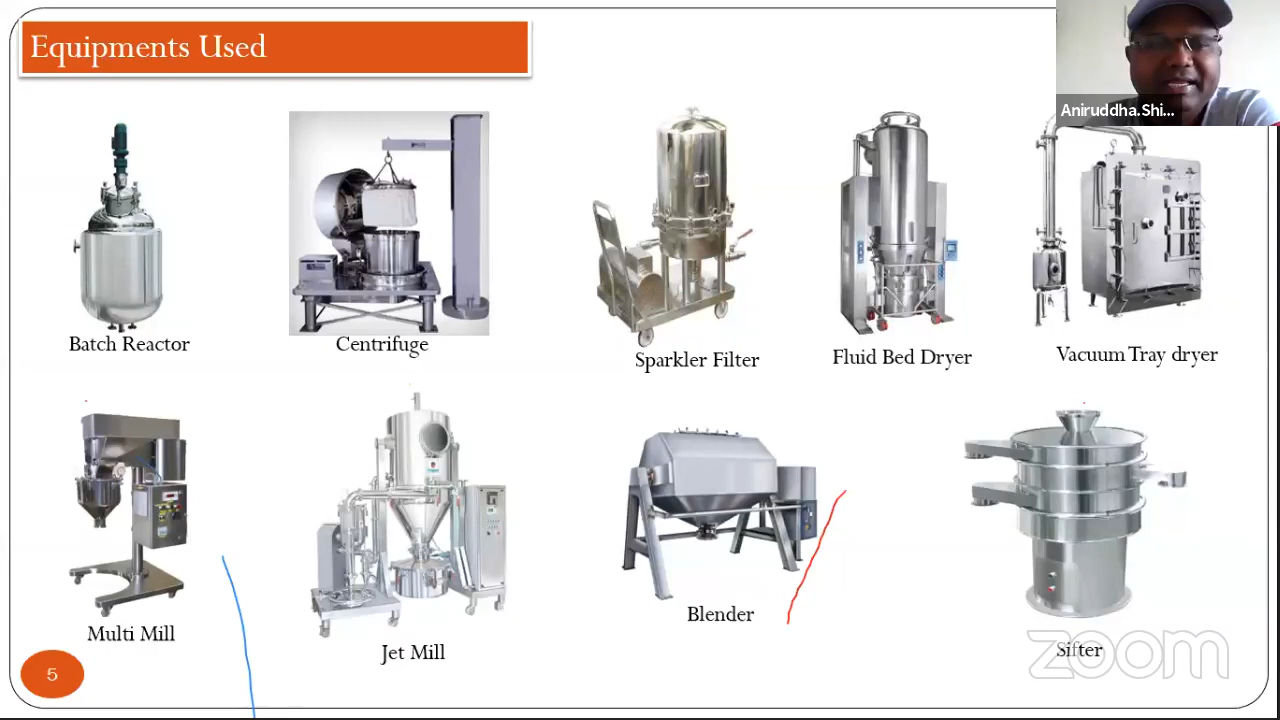 Equipments Used
Aniruddha.Shi...
Batch Reactor
Centrifuge
Sparkler Filter
Fluid Bed Dryer
Vacuum Tray dryer
Multi Mill
Jet Mill
Blender
Sifter
zoom
5